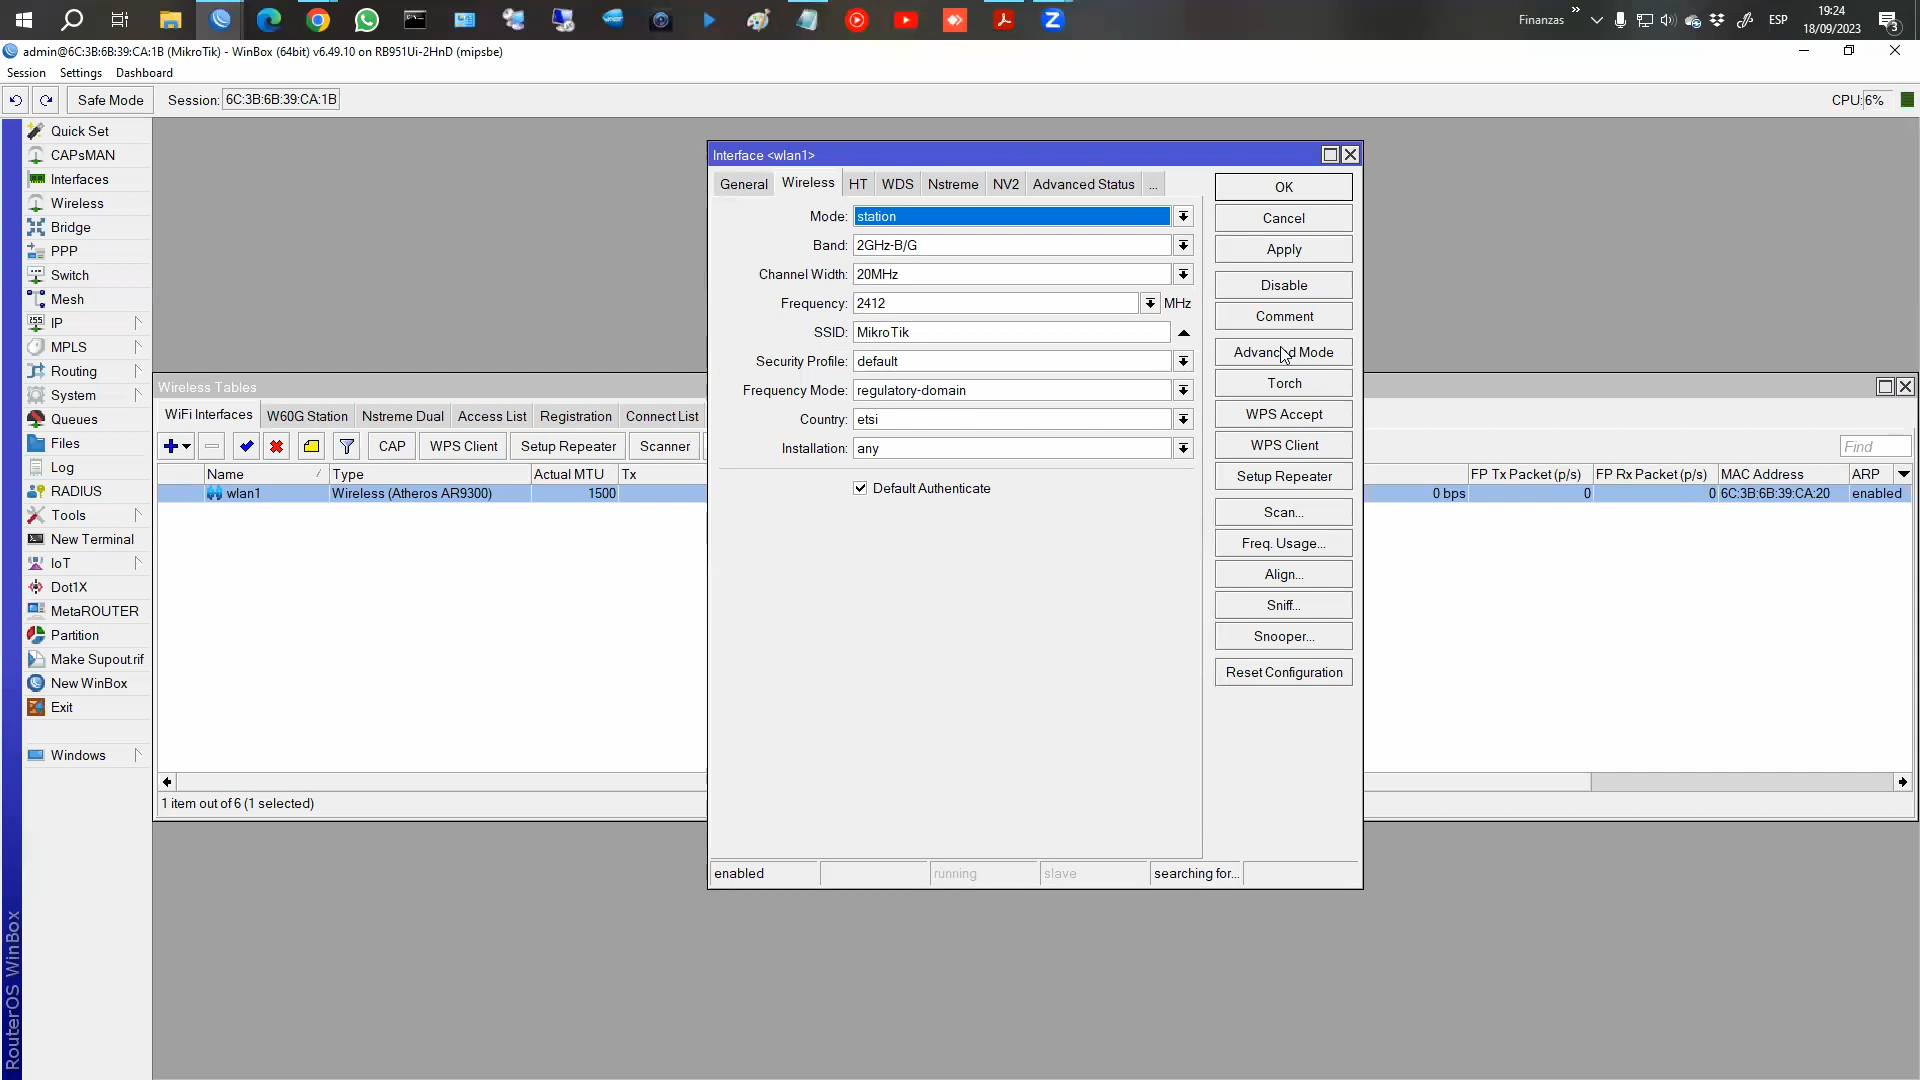 Finanzas
»
ESP
19:24
18/09/2023
3
admin@6C:3B:6B:39:CA:1B (MikroTik) - WinBox (64bit) v6.49.10 on RB951Ui-2HnD (mipsbe)
Session Settings Dashboard
Safe Mode Session: 6C:3B:6B:39:CA:1B CPU: 6%
Quick Set
CAPsMAN
Interfaces
Wireless
Bridge
PPP
Switch
Mesh
IP
MPLS
Routing
System
Queues
Files
Log
RADIUS
Tools
New Terminal
IoT
Dot1X
MetaROUTER
Partition
Make Supout.rif
New WinBox
Exit
Windows
RouterOS WinBox
Wireless Tables
WiFi Interfaces W60G Station Nstreme Dual Access List Registration Connect List
CAP WPS Client Setup Repeater Scanner Find
Name Type Actual MTU Tx FP Tx Packet (p/s) FP Rx Packet (p/s) MAC Address ARP
wlan1 Wireless (Atheros AR9300) 1500 0 bps 0 0 6C:3B:6B:39:CA:20 enabled
1 item out of 6 (1 selected)
Interface <wlan1>
General Wireless HT WDS Nstreme NV2 Advanced Status ...
Mode: station
Band: 2GHz-B/G
Channel Width: 20MHz
Frequency: 2412 MHz
SSID: MikroTik
Security Profile: default
Frequency Mode: regulatory-domain
Country: etsi
Installation: any
Default Authenticate
OK
Cancel
Apply
Disable
Comment
Advanced Mode
Torch
WPS Accept
WPS Client
Setup Repeater
Scan...
Freq. Usage...
Align...
Sniff...
Snooper...
Reset Configuration
enabled running slave searching for...